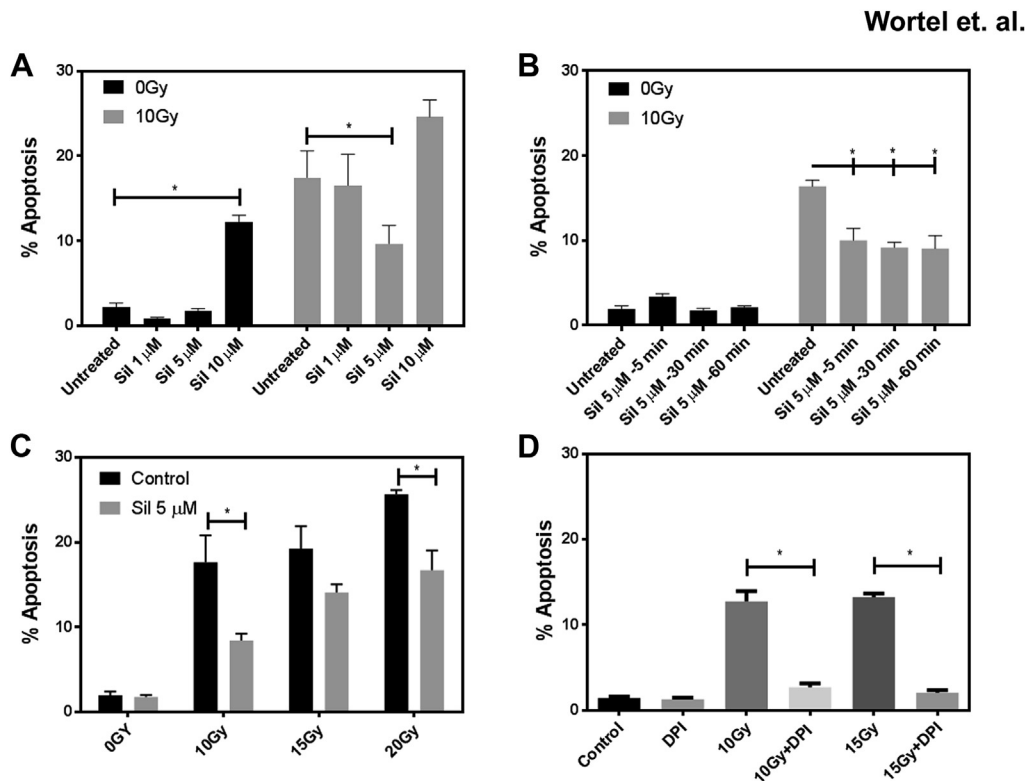 Wortel et. al.
A
30
20
10
0
% Apoptosis
0Gy
10Gy
*
*
Untreated
Sil 1 µM
Sil 5 µM
Sil 10 µM
Untreated
Sil 1 µM
Sil 5 µM
Sil 10 µM
B
30
20
10
0
% Apoptosis
0Gy
10Gy
* * *
Untreated
Sil 5 µM -5 min
Sil 5 µM -30 min
Sil 5 µM -60 min
Untreated
Sil 5 µM -5 min
Sil 5 µM -30 min
Sil 5 µM -60 min
C
30
20
10
0
% Apoptosis
Control
Sil 5 µM
*
*
0GY
10Gy
15Gy
20Gy
D
30
20
10
0
% Apoptosis
*
*
Control
DPI
10Gy
10Gy+DPI
15Gy
15Gy+DPI